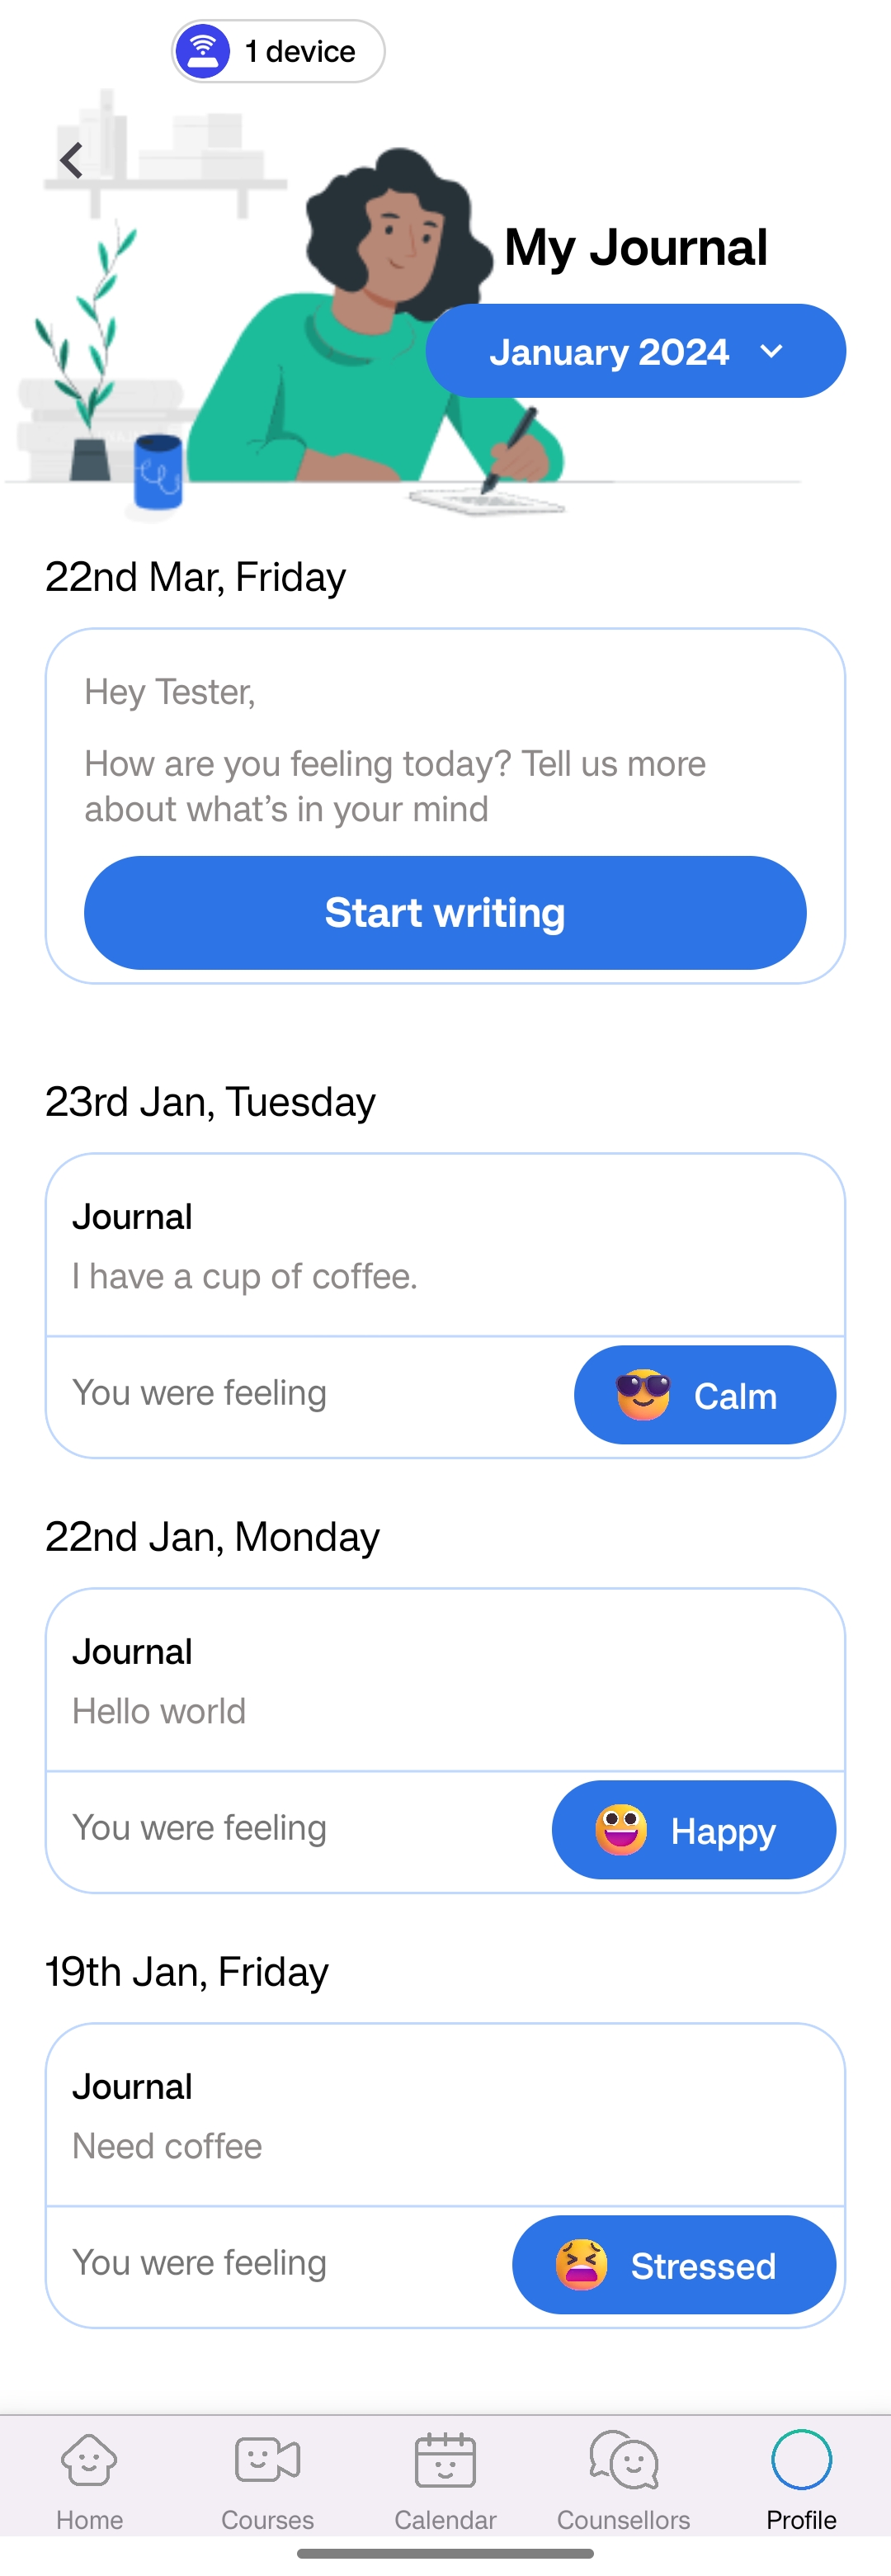 1 device
My Journal
January 2024
22nd Mar, Friday
Hey Tester,
How are you feeling today? Tell us more
about what’s in your mind
Start writing
23rd Jan, Tuesday
Journal
I have a cup of coffee.
You were feeling
Calm
22nd Jan, Monday
Journal
Hello world
You were feeling
Happy
19th Jan, Friday
Journal
Need coffee
You were feeling
Stressed
Home
Courses
Calendar
Counsellors
Profile